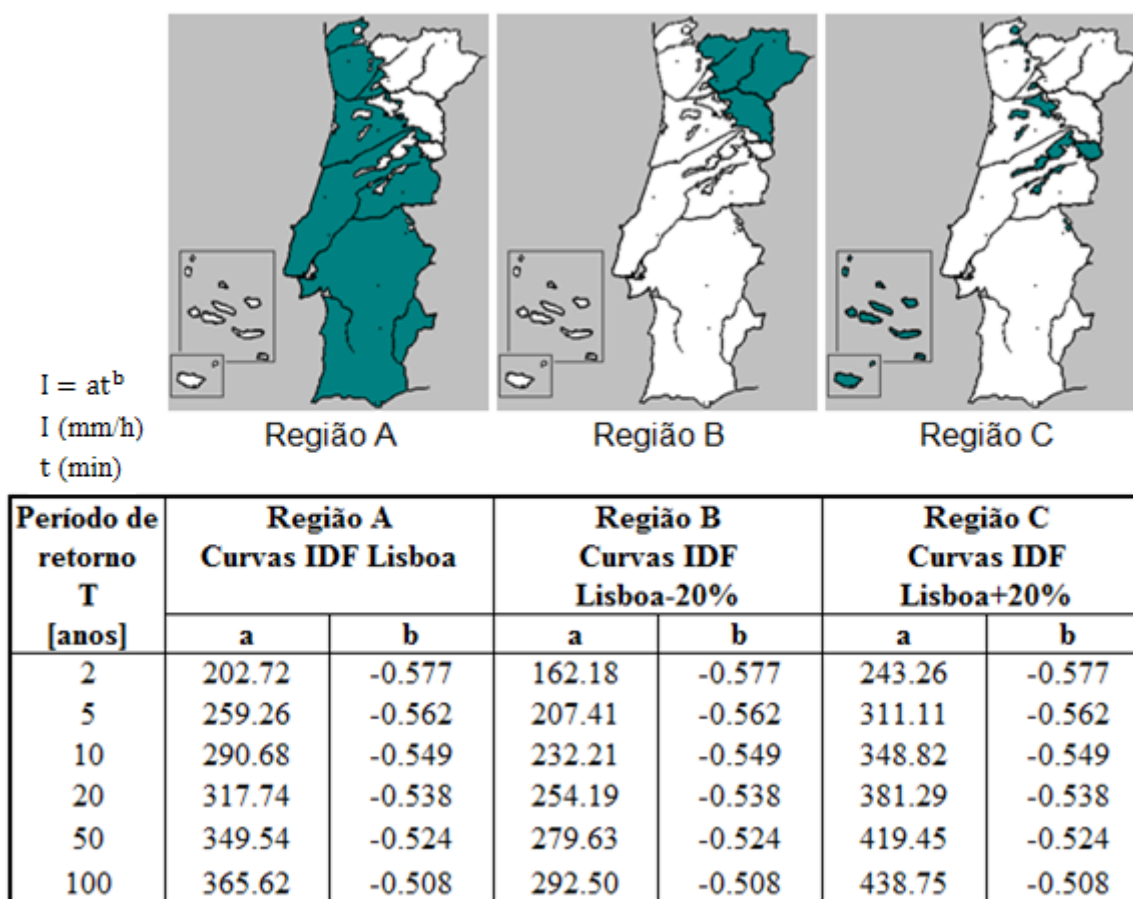 Região A
Região B
Região C
I = at^b
I (mm/h)
t (min)
Período de retorno T [anos] | Região A Curvas IDF Lisboa | Região B Curvas IDF Lisboa-20% | Região C Curvas IDF Lisboa+20%
a | b | a | b | a | b
2 | 202.72 | -0.577 | 162.18 | -0.577 | 243.26 | -0.577
5 | 259.26 | -0.562 | 207.41 | -0.562 | 311.11 | -0.562
10 | 290.68 | -0.549 | 232.21 | -0.549 | 348.82 | -0.549
20 | 317.74 | -0.538 | 254.19 | -0.538 | 381.29 | -0.538
50 | 349.54 | -0.524 | 279.63 | -0.524 | 419.45 | -0.524
100 | 365.62 | -0.508 | 292.50 | -0.508 | 438.75 | -0.508